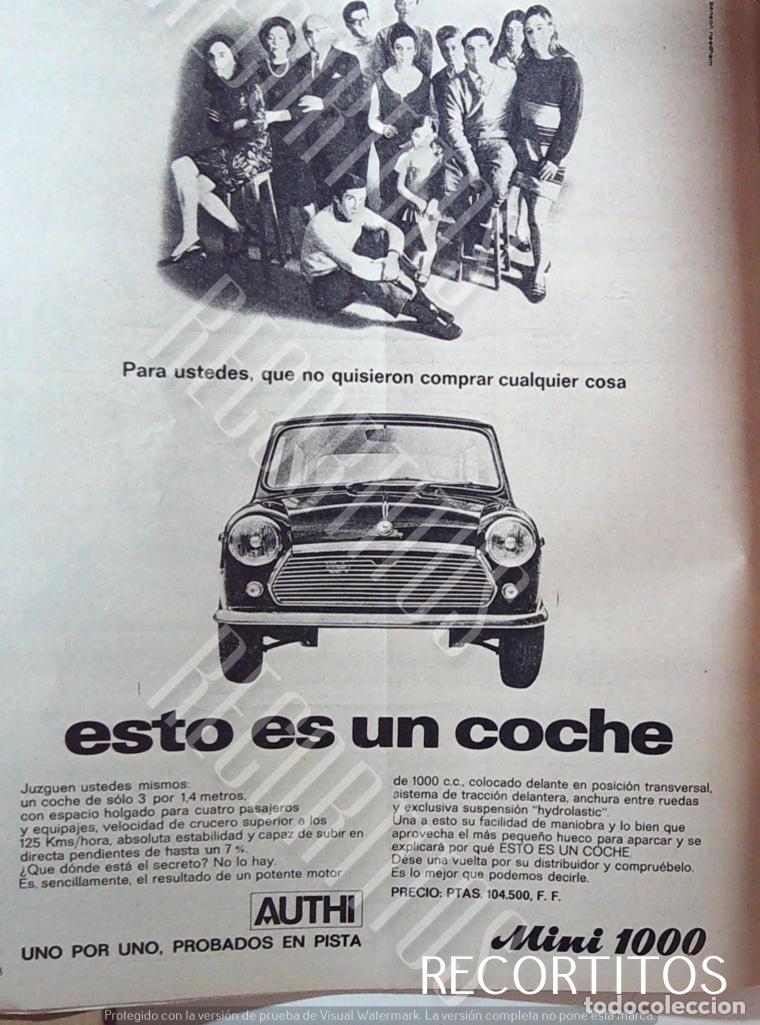 benson needham
Para ustedes, que no quisieron comprar cualquier cosa
esto es un coche
Juzguen ustedes mismos:
un coche de sólo 3 por 1,4 metros,
con espacio holgado para cuatro pasajeros
y equipajes, velocidad de crucero superior a los
125 Kms/hora, absoluta estabilidad y capaz de subir en
directa pendientes de hasta un 7 %.
¿Que dónde está el secreto? No lo hay.
Es, sencillamente, el resultado de un potente motor
de 1000 c.c., colocado delante en posición transversal,
sistema de tracción delantera, anchura entre ruedas
y exclusiva suspensión "hydrolastic".
Una a esto su facilidad de maniobra y lo bien que
aprovecha el más pequeño hueco para aparcar y se
explicará por qué ESTO ES UN COCHE.
Dése una vuelta por su distribuidor y compruébelo.
Es lo mejor que podemos decirle.
PRECIO: PTAS. 104.500, F. F.
AUTHI
UNO POR UNO, PROBADOS EN PISTA
Mini 1000
RECORTITOS
RECORTITOS
RECORTITOS
RECORTITOS
todocoleccion
Protegido con la versión de prueba de Visual Watermark. La versión completa no pone esta marca.